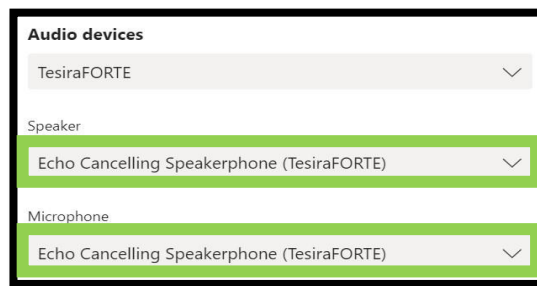 Audio devices
TesiraFORTE
Speaker
Echo Cancelling Speakerphone (TesiraFORTE)
Microphone
Echo Cancelling Speakerphone (TesiraFORTE)